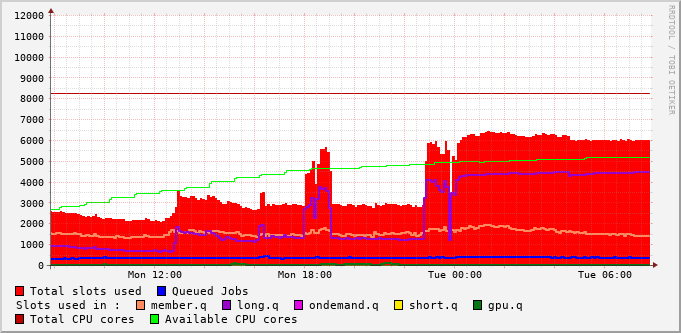 12000
11000
10000
9000
8000
7000
6000
5000
4000
3000
2000
1000
0
Mon 12:00 Mon 18:00 Tue 00:00 Tue 06:00
RRDTOOL / TOBI OETIKER
Total slots used Queued Jobs
Slots used in : member.q long.q ondemand.q short.q gpu.q
Total CPU cores Available CPU cores